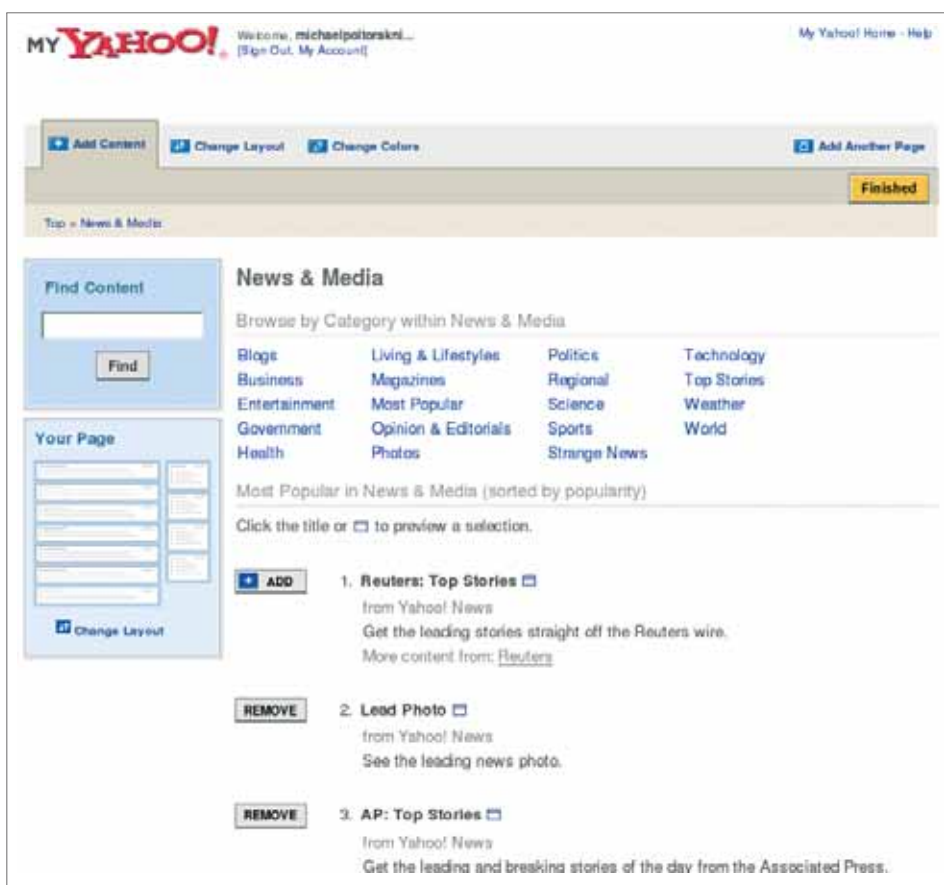 MY YAHOO! Welcome, michaelpoltorskni... My Yahoo! Home - Help
[Sign Out, My Account]
Add Content Change Layout Change Colors Add Another Page
Finished
Top > News & Media
Find Content
Find
Your Page
Change Layout
News & Media
Browse by Category within News & Media
Blogs Living & Lifestyles Politics Technology
Business Magazines Regional Top Stories
Entertainment Most Popular Science Weather
Government Opinion & Editorials Sports World
Health Photos Strange News
Most Popular in News & Media (sorted by popularity)
Click the title or to preview a selection.
ADD 1. Reuters: Top Stories
from Yahoo! News
Get the leading stories straight off the Reuters wire.
More content from: Reuters
REMOVE 2. Lead Photo
from Yahoo! News
See the leading news photo.
REMOVE 3. AP: Top Stories
from Yahoo! News
Get the leading and breaking stories of the day from the Associated Press.